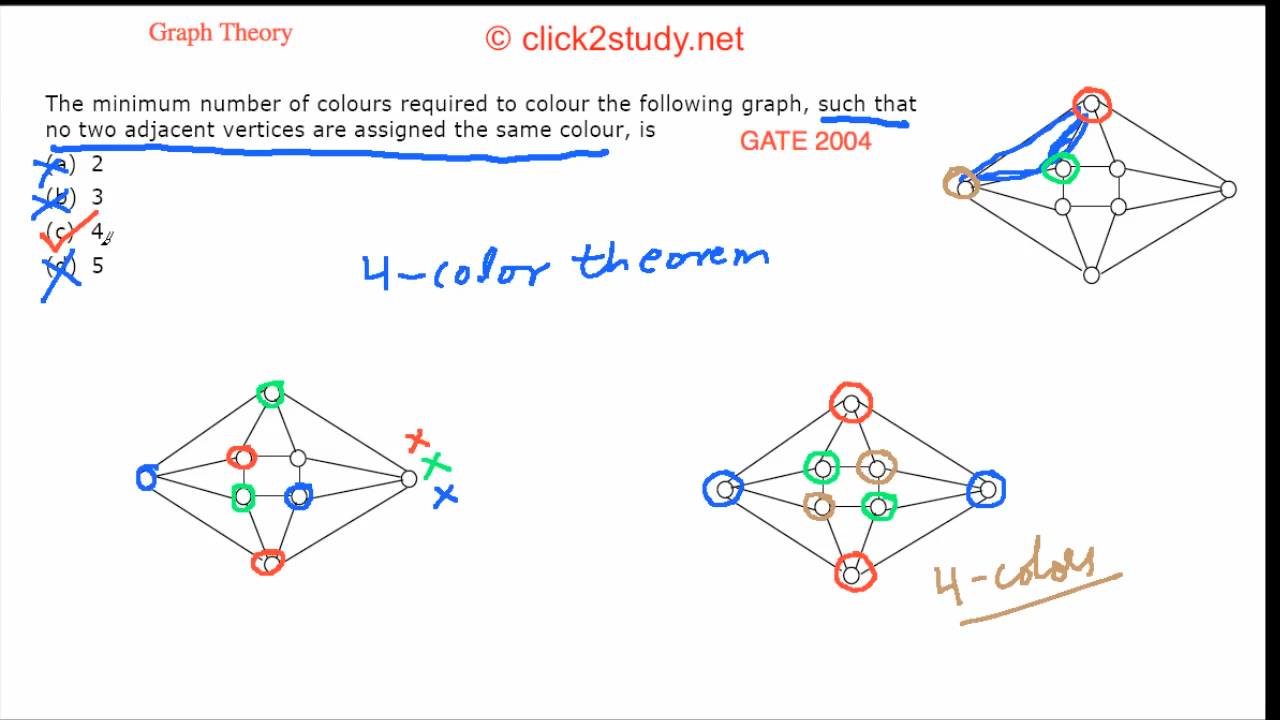 Graph Theory
© click2study.net
The minimum number of colours required to colour the following graph, such that
no two adjacent vertices are assigned the same colour, is
GATE 2004
(a) 2
(b) 3
(c) 4
(d) 5
4-color theorem
4-colors